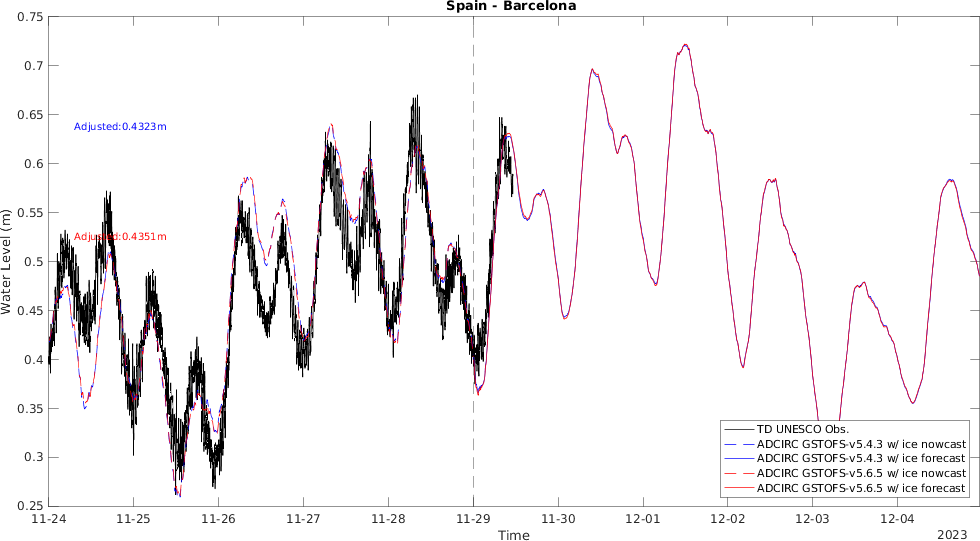 Spain - Barcelona
0.75
0.7
0.65
0.6
0.55
0.5
0.45
0.4
0.35
0.3
0.25
Water Level (m)
Adjusted:0.4323m
Adjusted:0.4351m
TD UNESCO Obs.
ADCIRC GSTOFS-v5.4.3 w/ ice nowcast
ADCIRC GSTOFS-v5.4.3 w/ ice forecast
ADCIRC GSTOFS-v5.6.5 w/ ice nowcast
ADCIRC GSTOFS-v5.6.5 w/ ice forecast
11-24 11-25 11-26 11-27 11-28 11-29 11-30 12-01 12-02 12-03 12-04
Time
2023